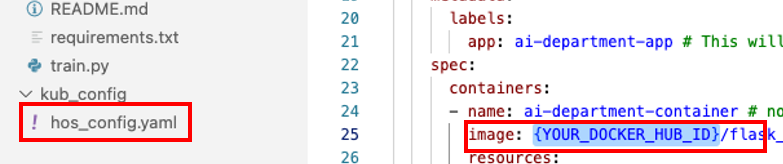 README.md
requirements.txt
train.py
kub_config
! hos_config.yaml
20 labels:
21 app: ai-department-app # This will
22 spec:
23 containers:
24 - name: ai-department-container # no
25 image: {YOUR_DOCKER_HUB_ID}/flask_
26 resources: